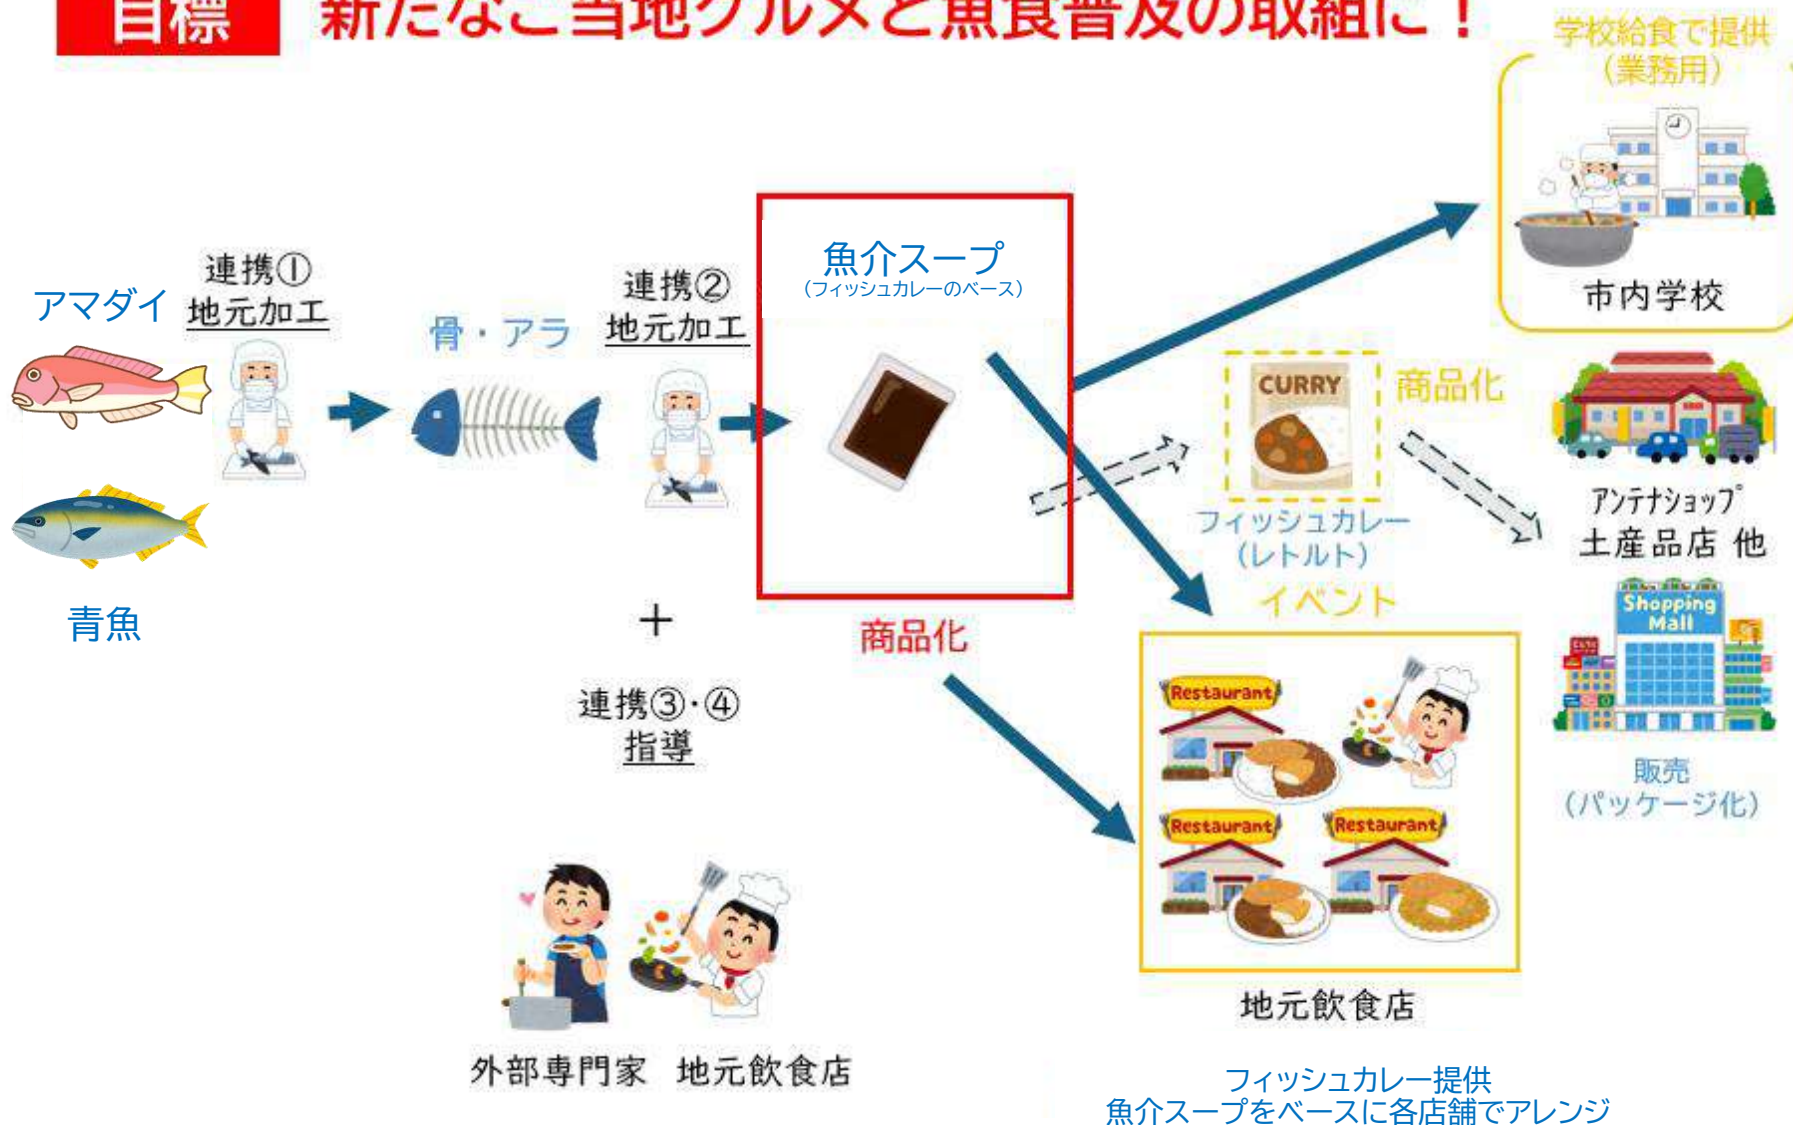 目標
新たなご当地グルメと魚食普及の取組に！
学校給食で提供
（業務用）
市内学校
アマダイ
連携①
地元加工
骨・アラ
連携②
地元加工
魚介スープ
（フィッシュカレーのベース）
CURRY
商品化
フィッシュカレー
（レトルト）
アンテナショップ
土産品店 他
青魚
＋
商品化
イベント
Shopping
Mall
連携③・④
指導
Restaurant
Restaurant
Restaurant
販売
（パッケージ化）
外部専門家
地元飲食店
地元飲食店
フィッシュカレー提供
魚介スープをベースに各店舗でアレンジ